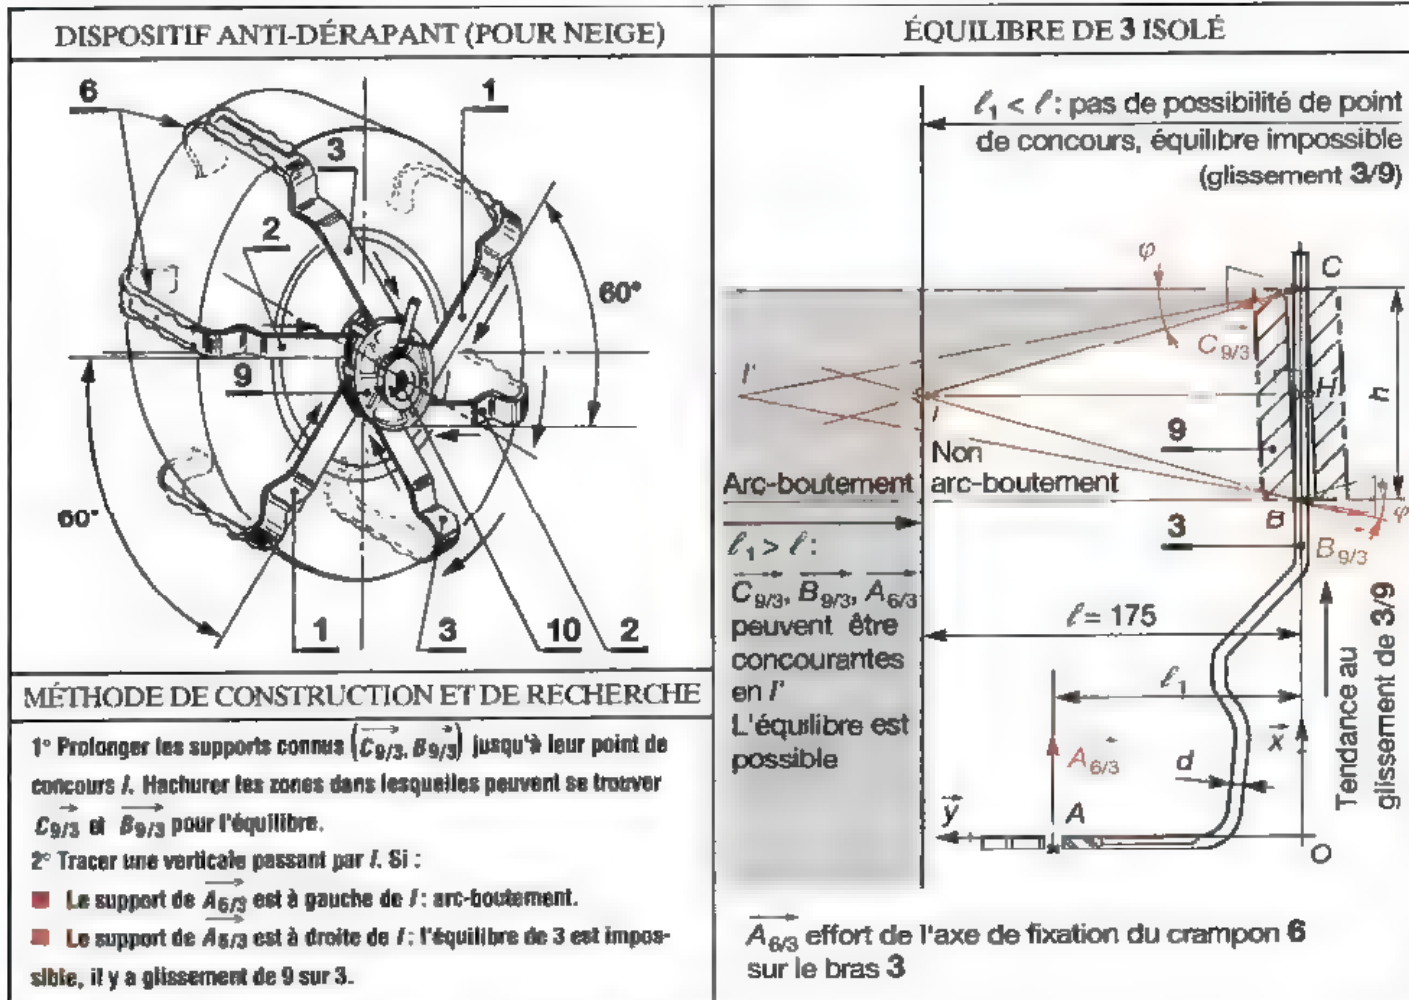 DISPOSITIF ANTI-DÉRAPANT (POUR NEIGE)
6
1
3
2
60°
9
60°
1
3
10
2
MÉTHODE DE CONSTRUCTION ET DE RECHERCHE
1° Prolonger les supports connus (C9/3, B9/3) jusqu'à leur point de
concours I. Hachurer les zones dans lesquelles peuvent se trouver
C9/3 et B9/3 pour l'équilibre.
2° Tracer une verticale passant par I. Si :
■ Le support de A6/3 est à gauche de I : arc-boutement.
■ Le support de A6/3 est à droite de I : l'équilibre de 3 est impos-
sible, il y a glissement de 9 sur 3.
ÉQUILIBRE DE 3 ISOLÉ
ℓ1 < ℓ : pas de possibilité de point
de concours, équilibre impossible
(glissement 3/9)
φ
C
C9/3
I'
I
H
h
9
Non
Arc-boutement
arc-boutement
B
φ
3
B9/3
ℓ1 > ℓ :
C9/3, B9/3, A6/3
peuvent être
concourantes
en I'
L'équilibre est
possible
ℓ = 175
ℓ1
Tendance au
glissement de 3/9
x
A6/3
d
y
A
O
A6/3 effort de l'axe de fixation du crampon 6
sur le bras 3